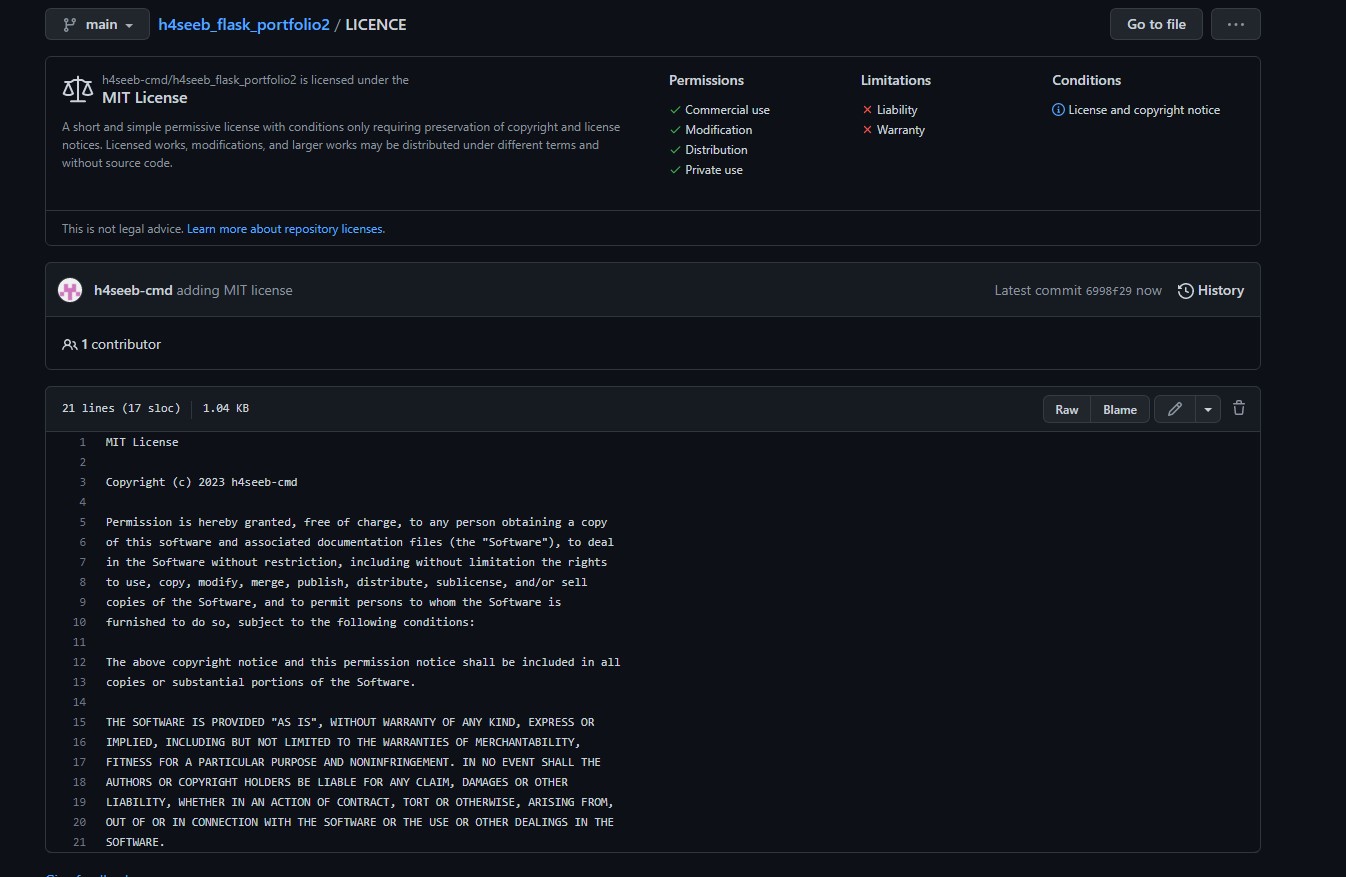 main
h4seeb_flask_portfolio2 / LICENCE
Go to file
h4seeb-cmd/h4seeb_flask_portfolio2 is licensed under the
MIT License
A short and simple permissive license with conditions only requiring preservation of copyright and license
notices. Licensed works, modifications, and larger works may be distributed under different terms and
without source code.
Permissions
Commercial use
Modification
Distribution
Private use
Limitations
Liability
Warranty
Conditions
License and copyright notice
This is not legal advice. Learn more about repository licenses.
h4seeb-cmd adding MIT license
Latest commit 6998f29 now
History
1 contributor
21 lines (17 sloc) 1.04 KB
Raw
Blame
1 MIT License
2
3 Copyright (c) 2023 h4seeb-cmd
4
5 Permission is hereby granted, free of charge, to any person obtaining a copy
6 of this software and associated documentation files (the "Software"), to deal
7 in the Software without restriction, including without limitation the rights
8 to use, copy, modify, merge, publish, distribute, sublicense, and/or sell
9 copies of the Software, and to permit persons to whom the Software is
10 furnished to do so, subject to the following conditions:
11
12 The above copyright notice and this permission notice shall be included in all
13 copies or substantial portions of the Software.
14
15 THE SOFTWARE IS PROVIDED "AS IS", WITHOUT WARRANTY OF ANY KIND, EXPRESS OR
16 IMPLIED, INCLUDING BUT NOT LIMITED TO THE WARRANTIES OF MERCHANTABILITY,
17 FITNESS FOR A PARTICULAR PURPOSE AND NONINFRINGEMENT. IN NO EVENT SHALL THE
18 AUTHORS OR COPYRIGHT HOLDERS BE LIABLE FOR ANY CLAIM, DAMAGES OR OTHER
19 LIABILITY, WHETHER IN AN ACTION OF CONTRACT, TORT OR OTHERWISE, ARISING FROM,
20 OUT OF OR IN CONNECTION WITH THE SOFTWARE OR THE USE OR OTHER DEALINGS IN THE
21 SOFTWARE.